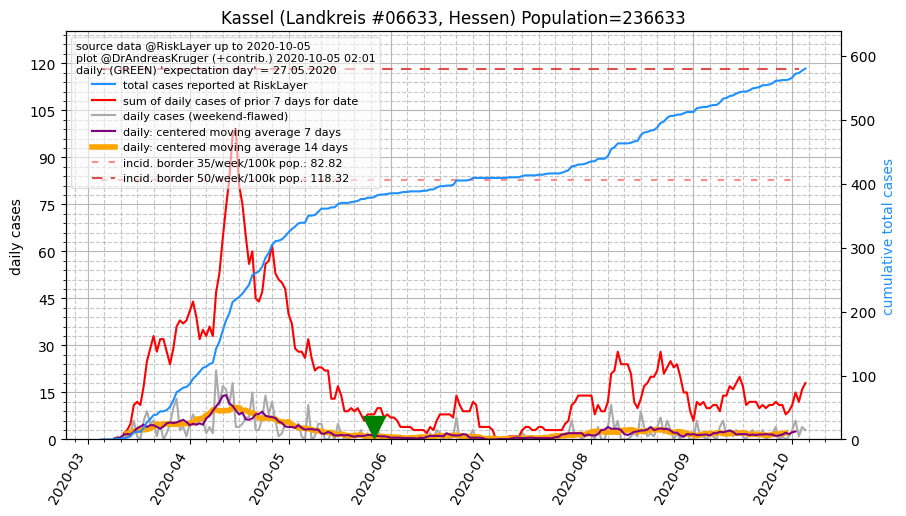 Kassel (Landkreis #06633, Hessen) Population=236633
source data @RiskLayer up to 2020-10-05
plot @DrAndreasKruger (+contrib.) 2020-10-05 02:01
daily: (GREEN) 'expectation day' = 27.05.2020
total cases reported at RiskLayer
sum of daily cases of prior 7 days for date
daily cases (weekend-flawed)
daily: centered moving average 7 days
daily: centered moving average 14 days
incid. border 35/week/100k pop.: 82.82
incid. border 50/week/100k pop.: 118.32
daily cases
120
105
90
75
60
45
30
15
0
600
500
400
300
200
100
0
cumulative total cases
2020-03
2020-04
2020-05
2020-06
2020-07
2020-08
2020-09
2020-10